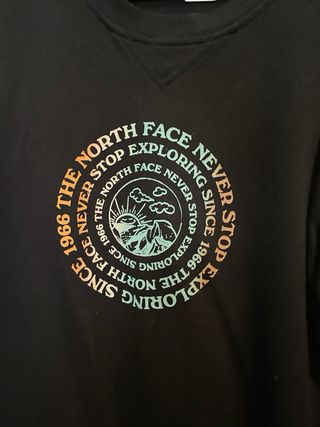 THE NORTH FACE NEVER STOP EXPLORING SINCE 1966
NEVER STOP EXPLORING SINCE 1966 THE NORTH FACE
THE NORTH FACE NEVER STOP EXPLORING SINCE 1966